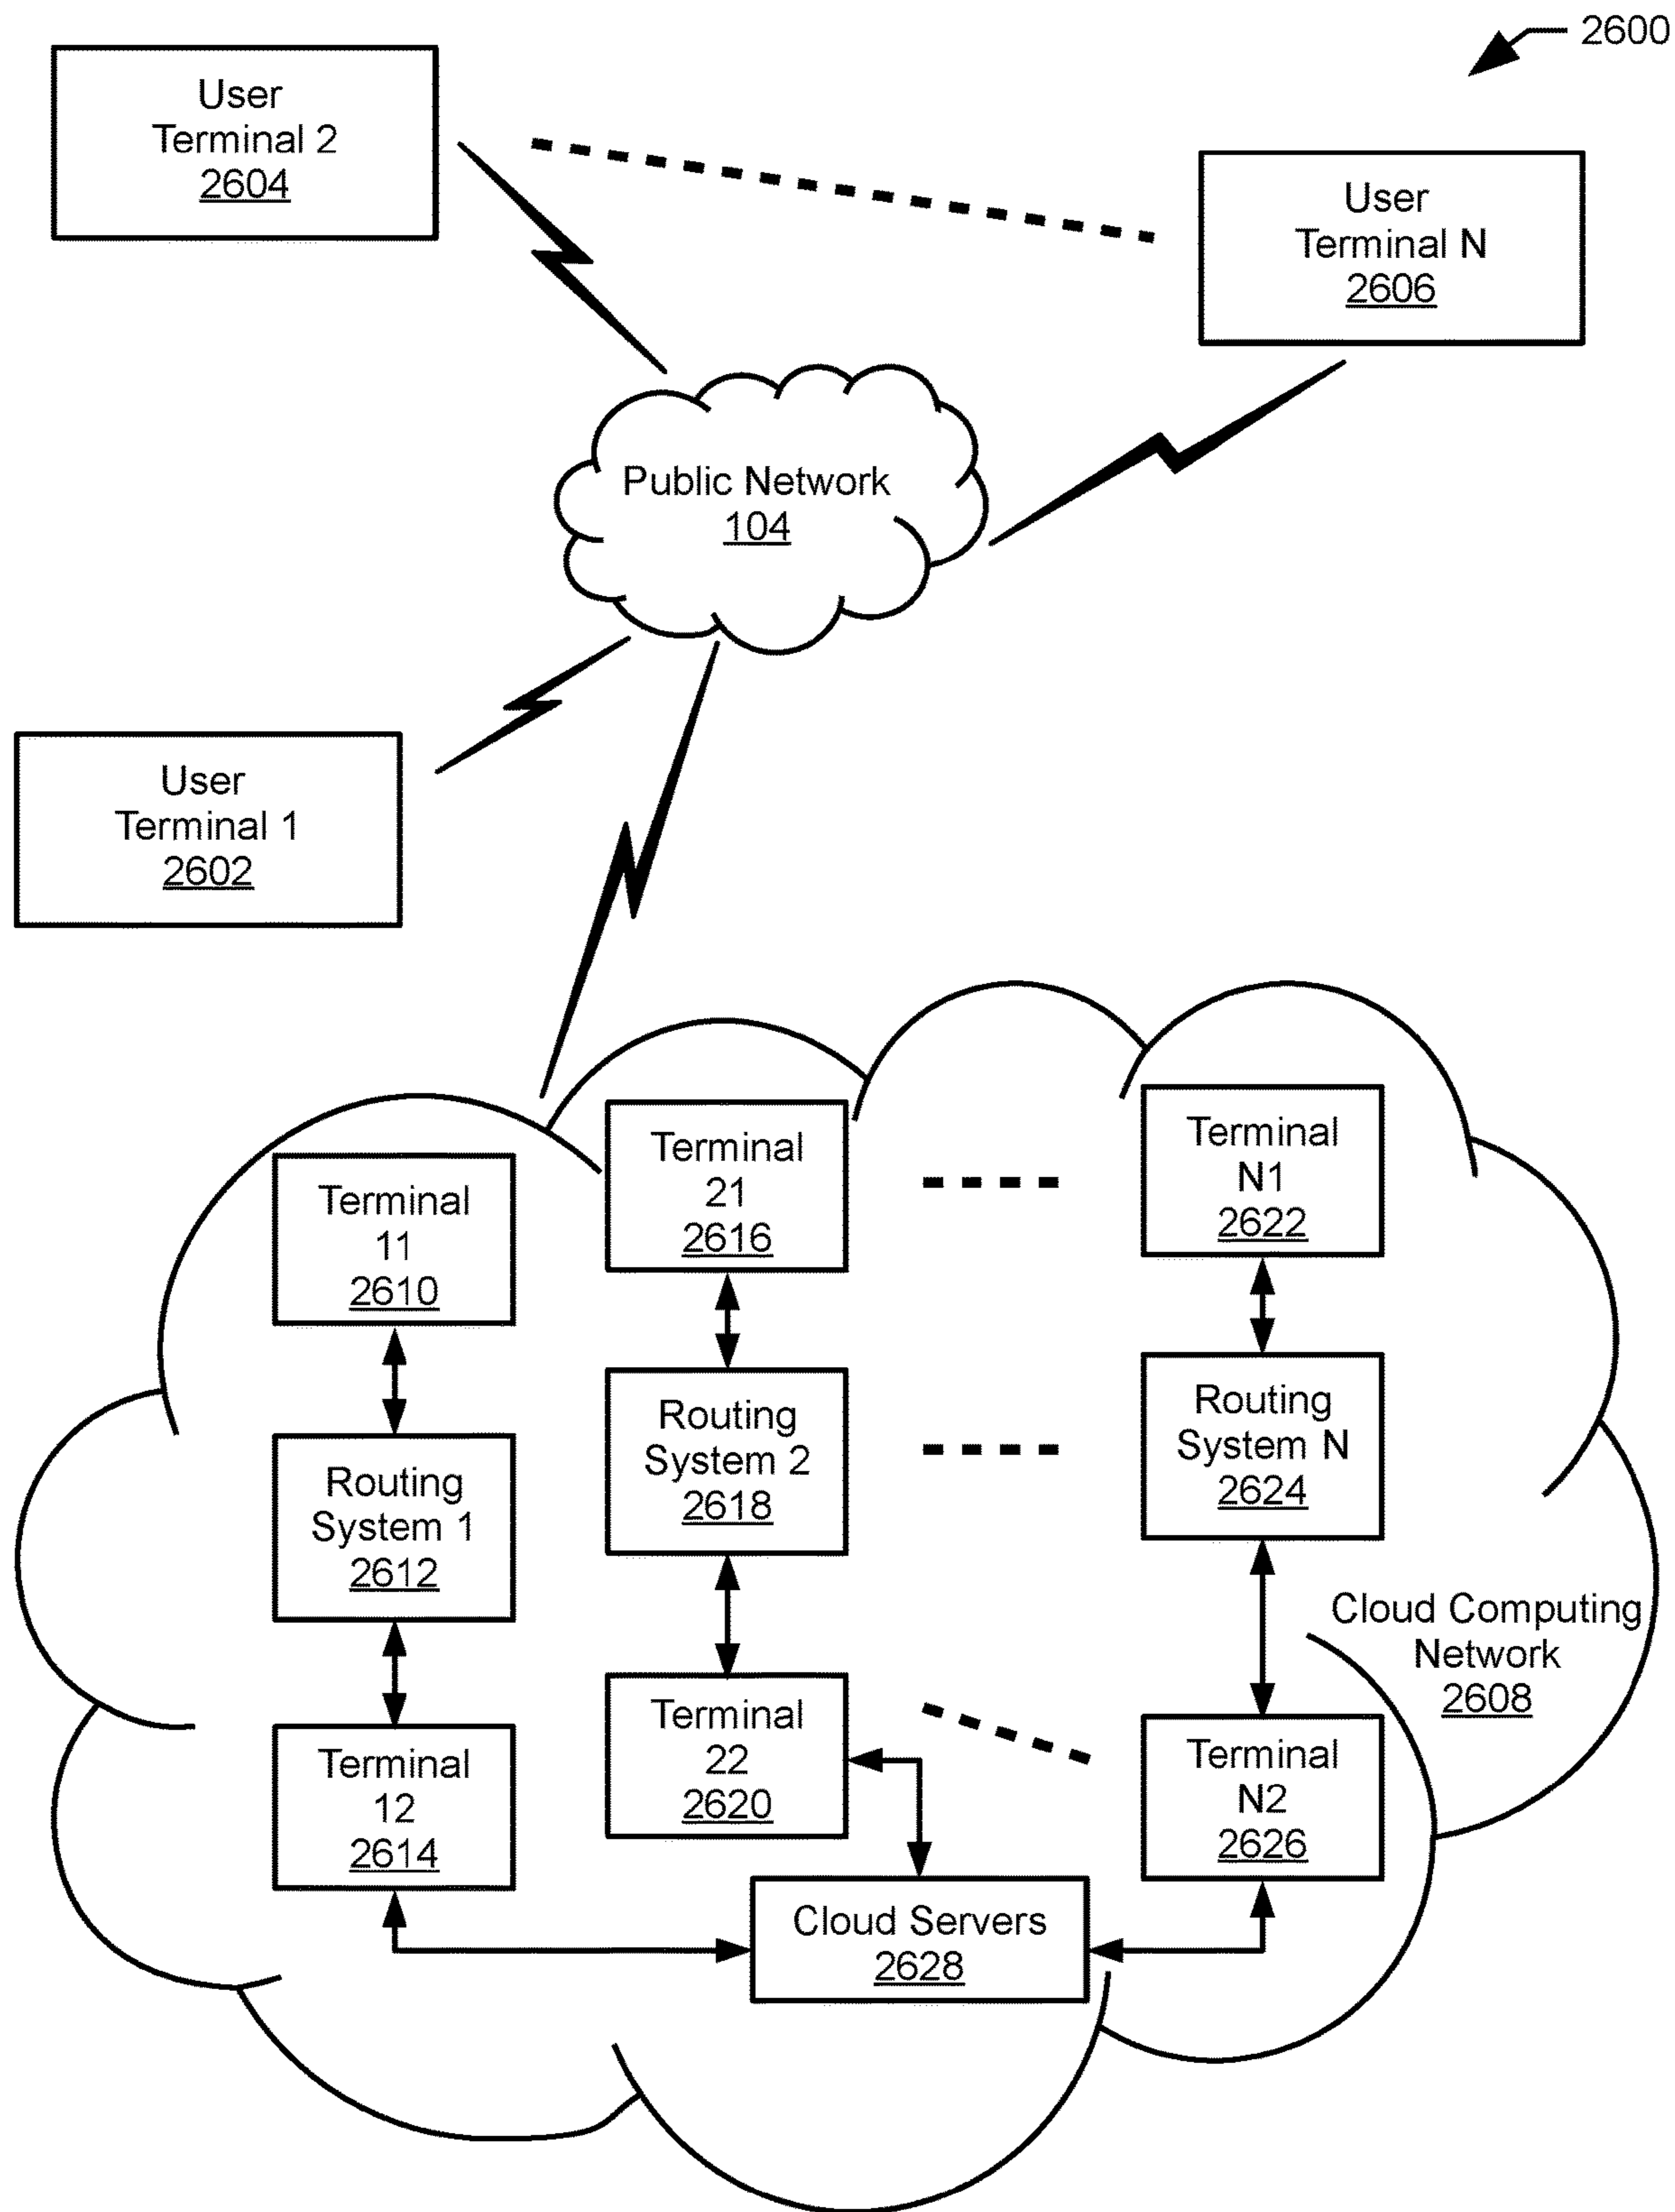 2600
User
Terminal 2
2604
User
Terminal N
2606
Public Network
104
User
Terminal 1
2602
Terminal
11
2610
Terminal
21
2616
Terminal
N1
2622
Routing
System 1
2612
Routing
System 2
2618
Routing
System N
2624
Cloud Computing
Network
2608
Terminal
12
2614
Terminal
22
2620
Terminal
N2
2626
Cloud Servers
2628